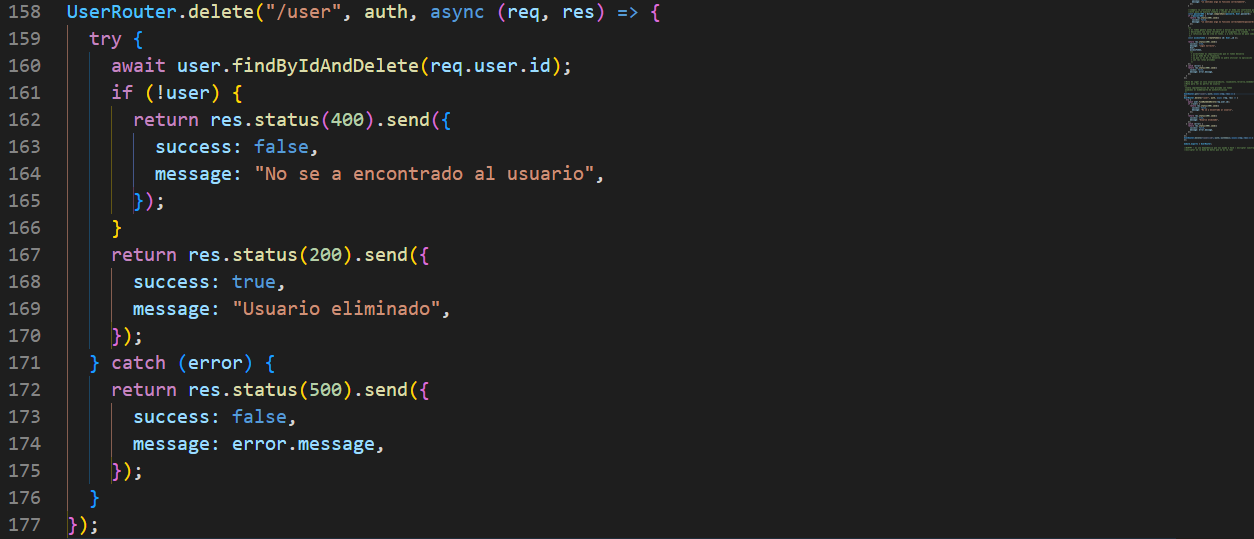 158 UserRouter.delete("/user", auth, async (req, res) => {
159 try {
160 await user.findByIdAndDelete(req.user.id);
161 if (!user) {
162 return res.status(400).send({
163 success: false,
164 message: "No se a encontrado al usuario",
165 });
166 }
167 return res.status(200).send({
168 success: true,
169 message: "Usuario eliminado",
170 });
171 } catch (error) {
172 return res.status(500).send({
173 success: false,
174 message: error.message,
175 });
176 }
177 });